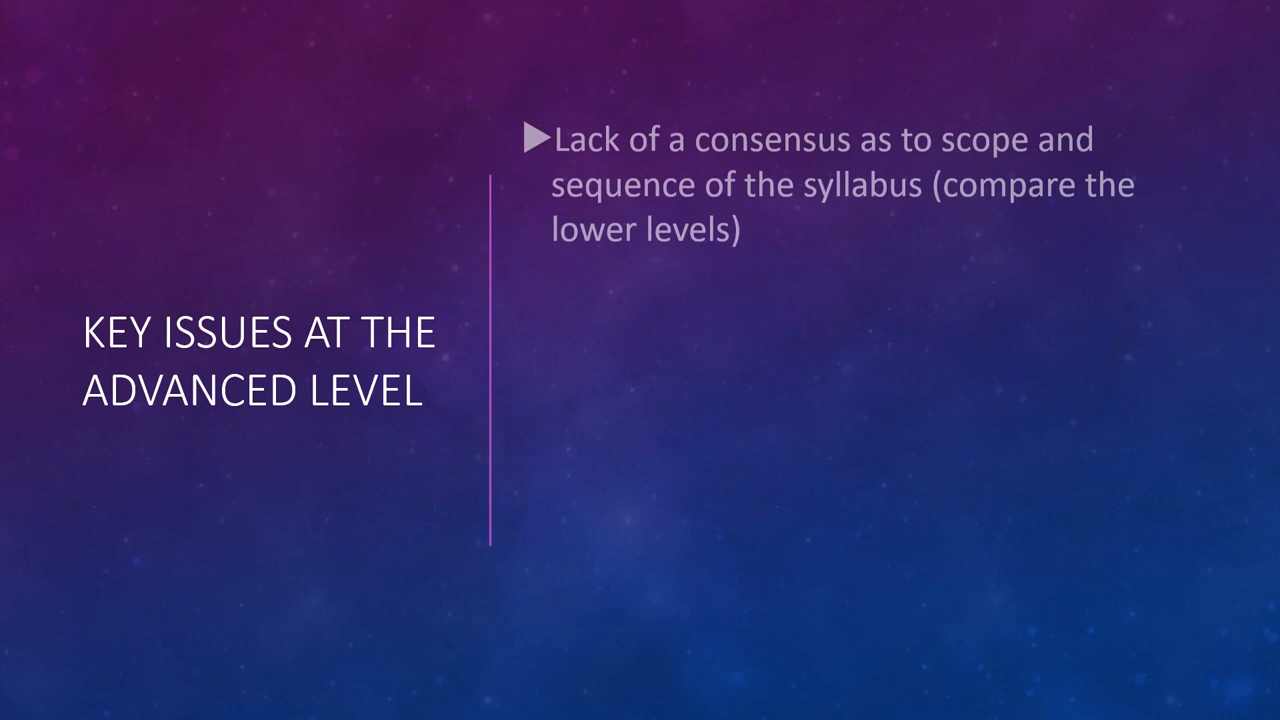 KEY ISSUES AT THE
ADVANCED LEVEL
▶Lack of a consensus as to scope and
sequence of the syllabus (compare the
lower levels)